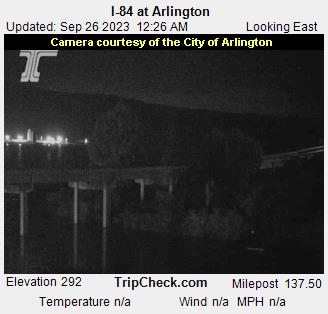 I-84 at Arlington
Updated: Sep 26 2023 12:26 AM Looking East
Camera courtesy of the City of Arlington
Elevation 292 TripCheck.com Milepost 137.50
Temperature n/a Wind n/a MPH n/a